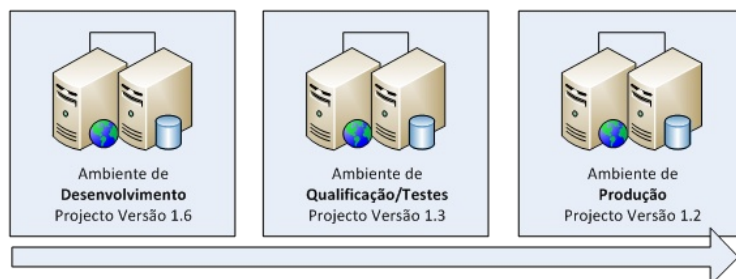 Ambiente de
Desenvolvimento
Projecto Versão 1.6
Ambiente de
Qualificação/Testes
Projecto Versão 1.3
Ambiente de
Produção
Projecto Versão 1.2